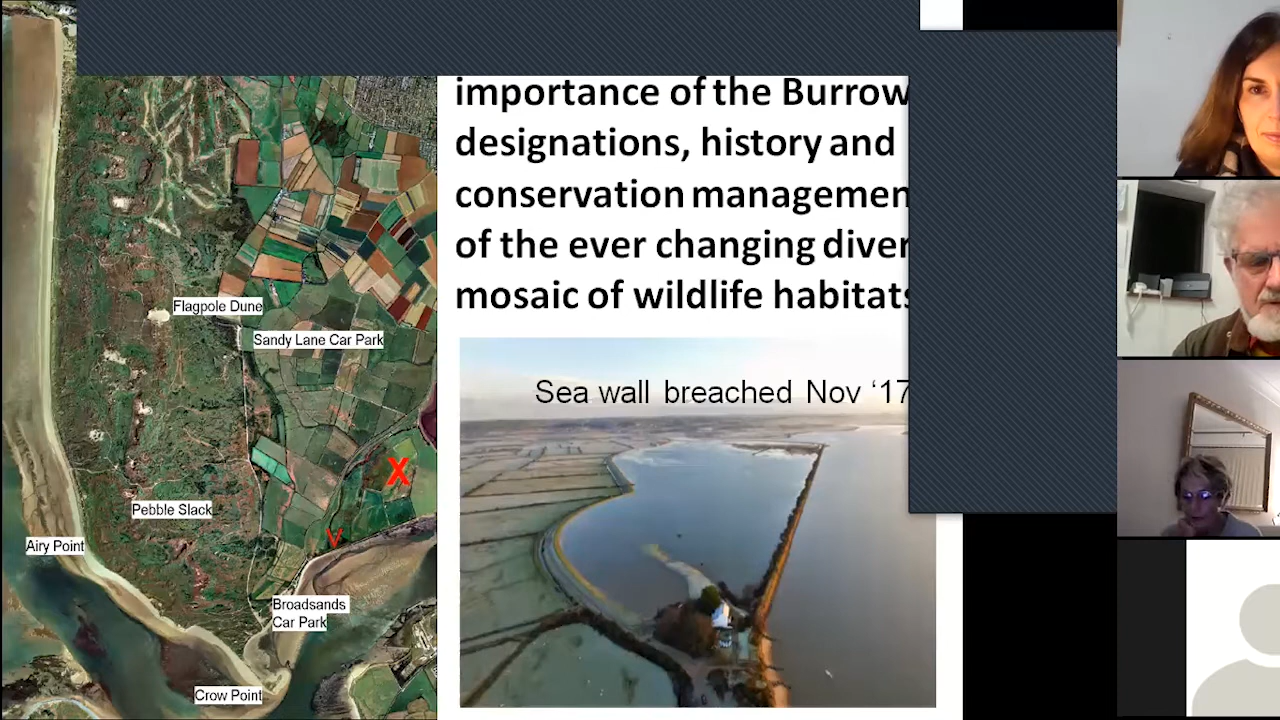 importance of the Burrow
designations, history and
conservation managemen
of the ever changing diver
mosaic of wildlife habitats
Sea wall breached Nov ‘17
Flagpole Dune
Sandy Lane Car Park
X
V
Pebble Slack
Airy Point
Broadsands
Car Park
Crow Point